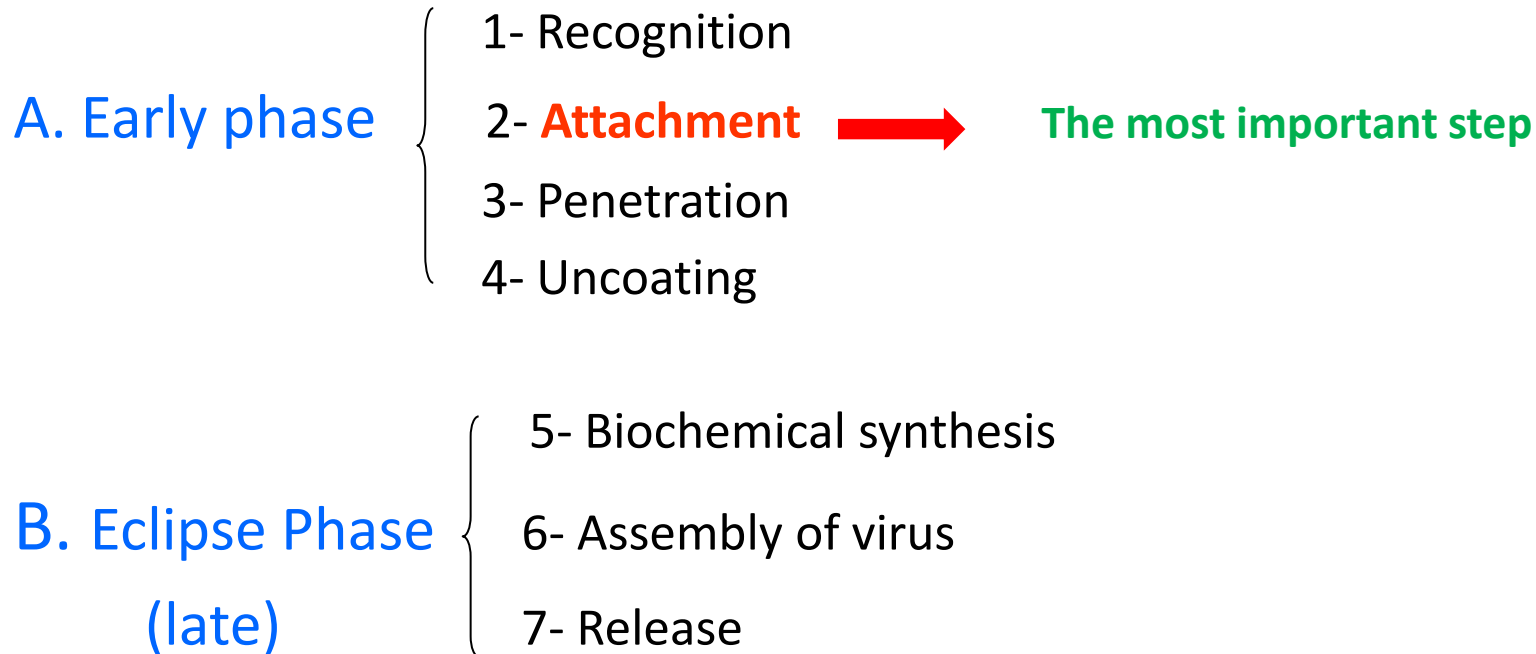 1- Recognition
A. Early phase
2- Attachment
The most important step
3- Penetration
4- Uncoating
5- Biochemical synthesis
B. Eclipse Phase
(late)
6- Assembly of virus
7- Release